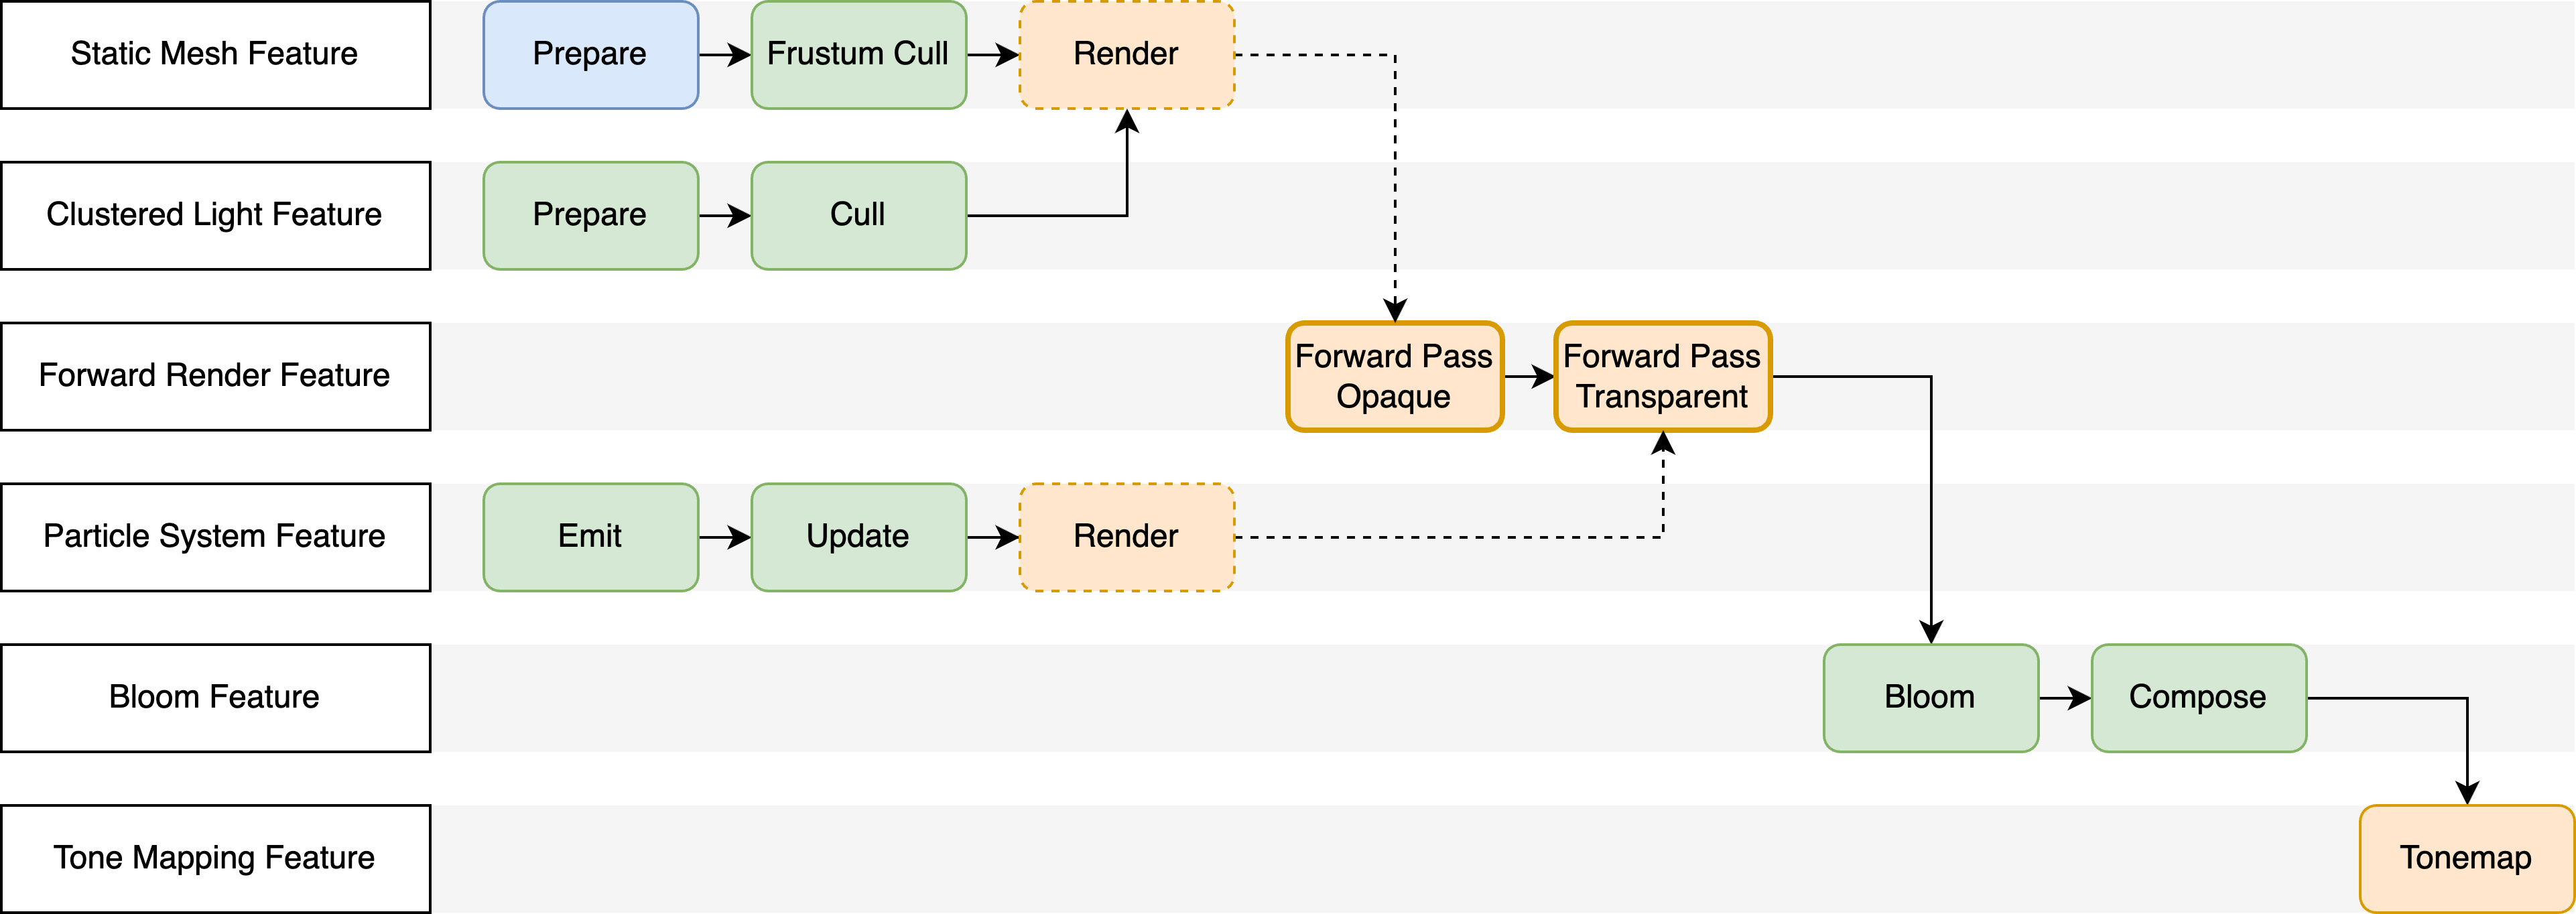 Static Mesh Feature
Prepare
Frustum Cull
Render
Clustered Light Feature
Prepare
Cull
Forward Render Feature
Forward Pass
Opaque
Forward Pass
Transparent
Particle System Feature
Emit
Update
Render
Bloom Feature
Bloom
Compose
Tone Mapping Feature
Tonemap